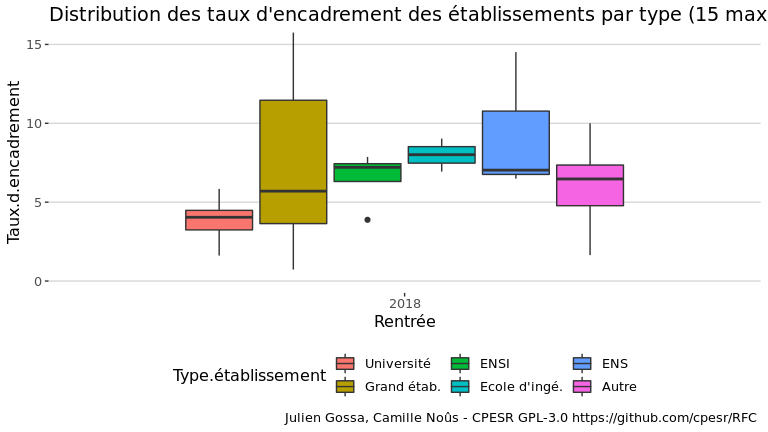 Distribution des taux d'encadrement des établissements par type (15 max
Taux.d.encadrement
15
10
5
0
2018
Rentrée
Type.établissement
Université
ENSI
ENS
Grand étab.
Ecole d'ingé.
Autre
Julien Gossa, Camille Noûs - CPESR GPL-3.0 https://github.com/cpesr/RFC